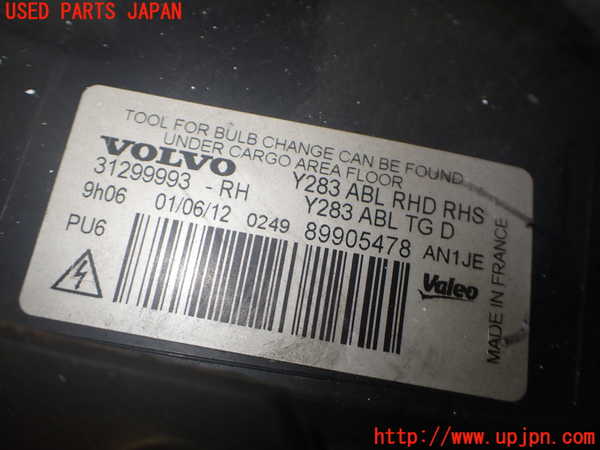 USED PARTS JAPAN
TOOL FOR BULB CHANGE CAN BE FOUND
UNDER CARGO AREA FLOOR
VOLVO
31299993 -RH
Y283 ABL RHD RHS
9h06 01/06/12 0249
Y283 ABL TG D
PU6
89905478 AN1JE
Valeo
MADE IN FRANCE
http://www.upjpn.com/